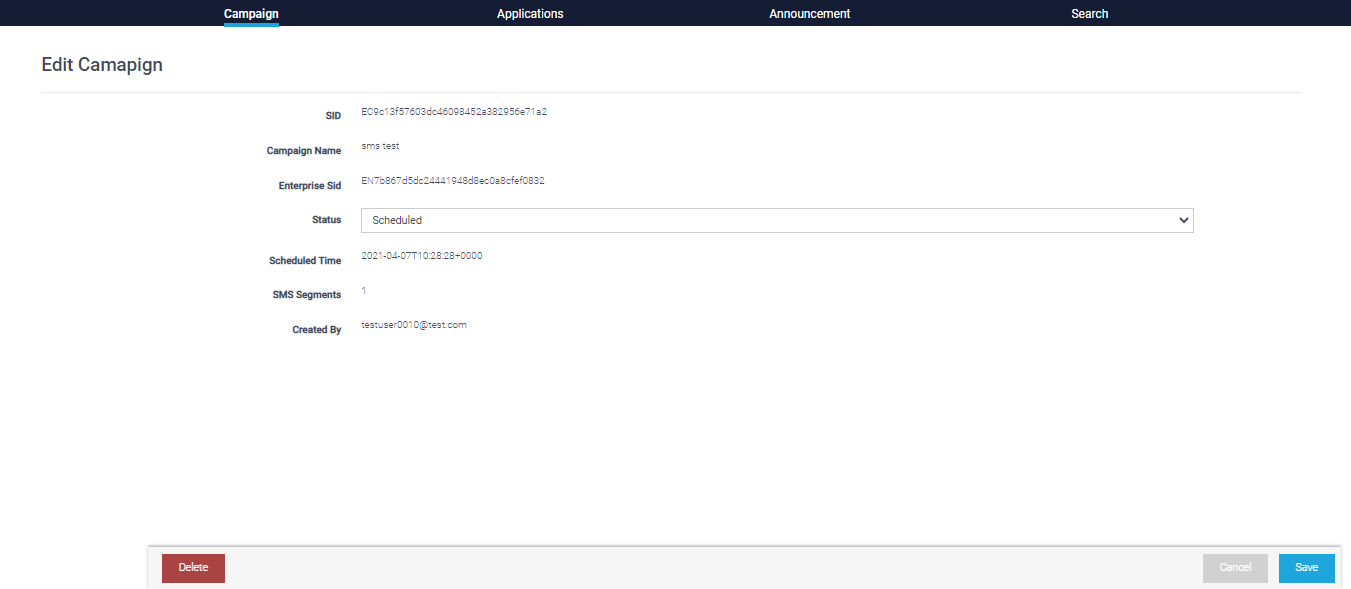 Campaign Applications Announcement Search
Edit Camapign
SID EC9c13f57603dc46098452a382956e71a2
Campaign Name sms test
Enterprise Sid EN7b867d5dc24441948d8ec0a8cfef0832
Status Scheduled
Scheduled Time 2021-04-07T10:28:28+0000
SMS Segments 1
Created By testuser0010@test.com
Delete Cancel Save